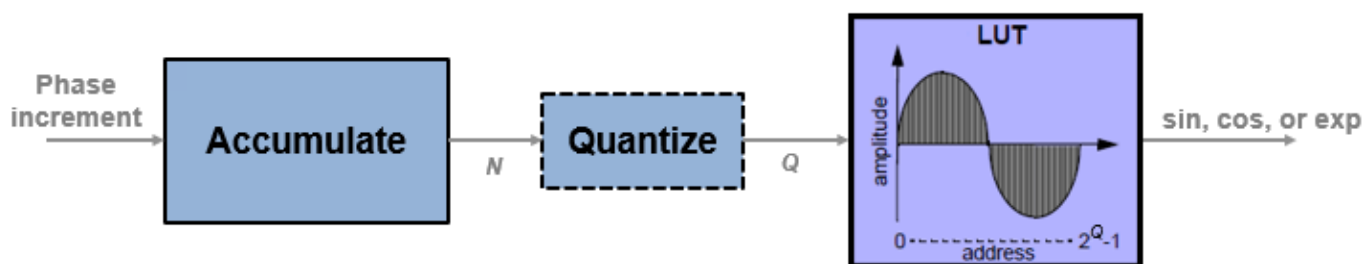 Phase
increment
Accumulate
N
Quantize
Q
LUT
amplitude
0
2^Q-1
address
sin, cos, or exp